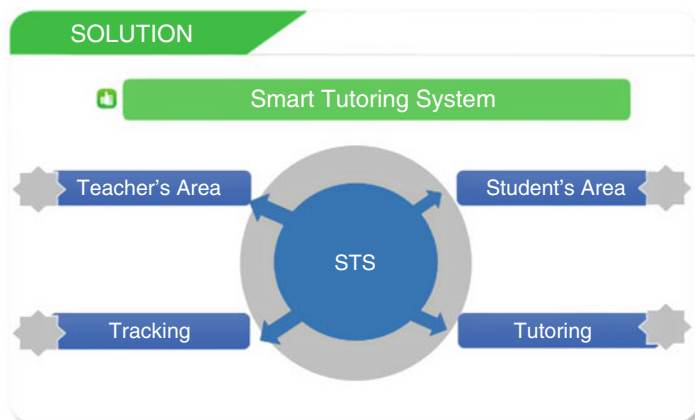 SOLUTION
Smart Tutoring System
Teacher's Area
Student's Area
STS
Tracking
Tutoring